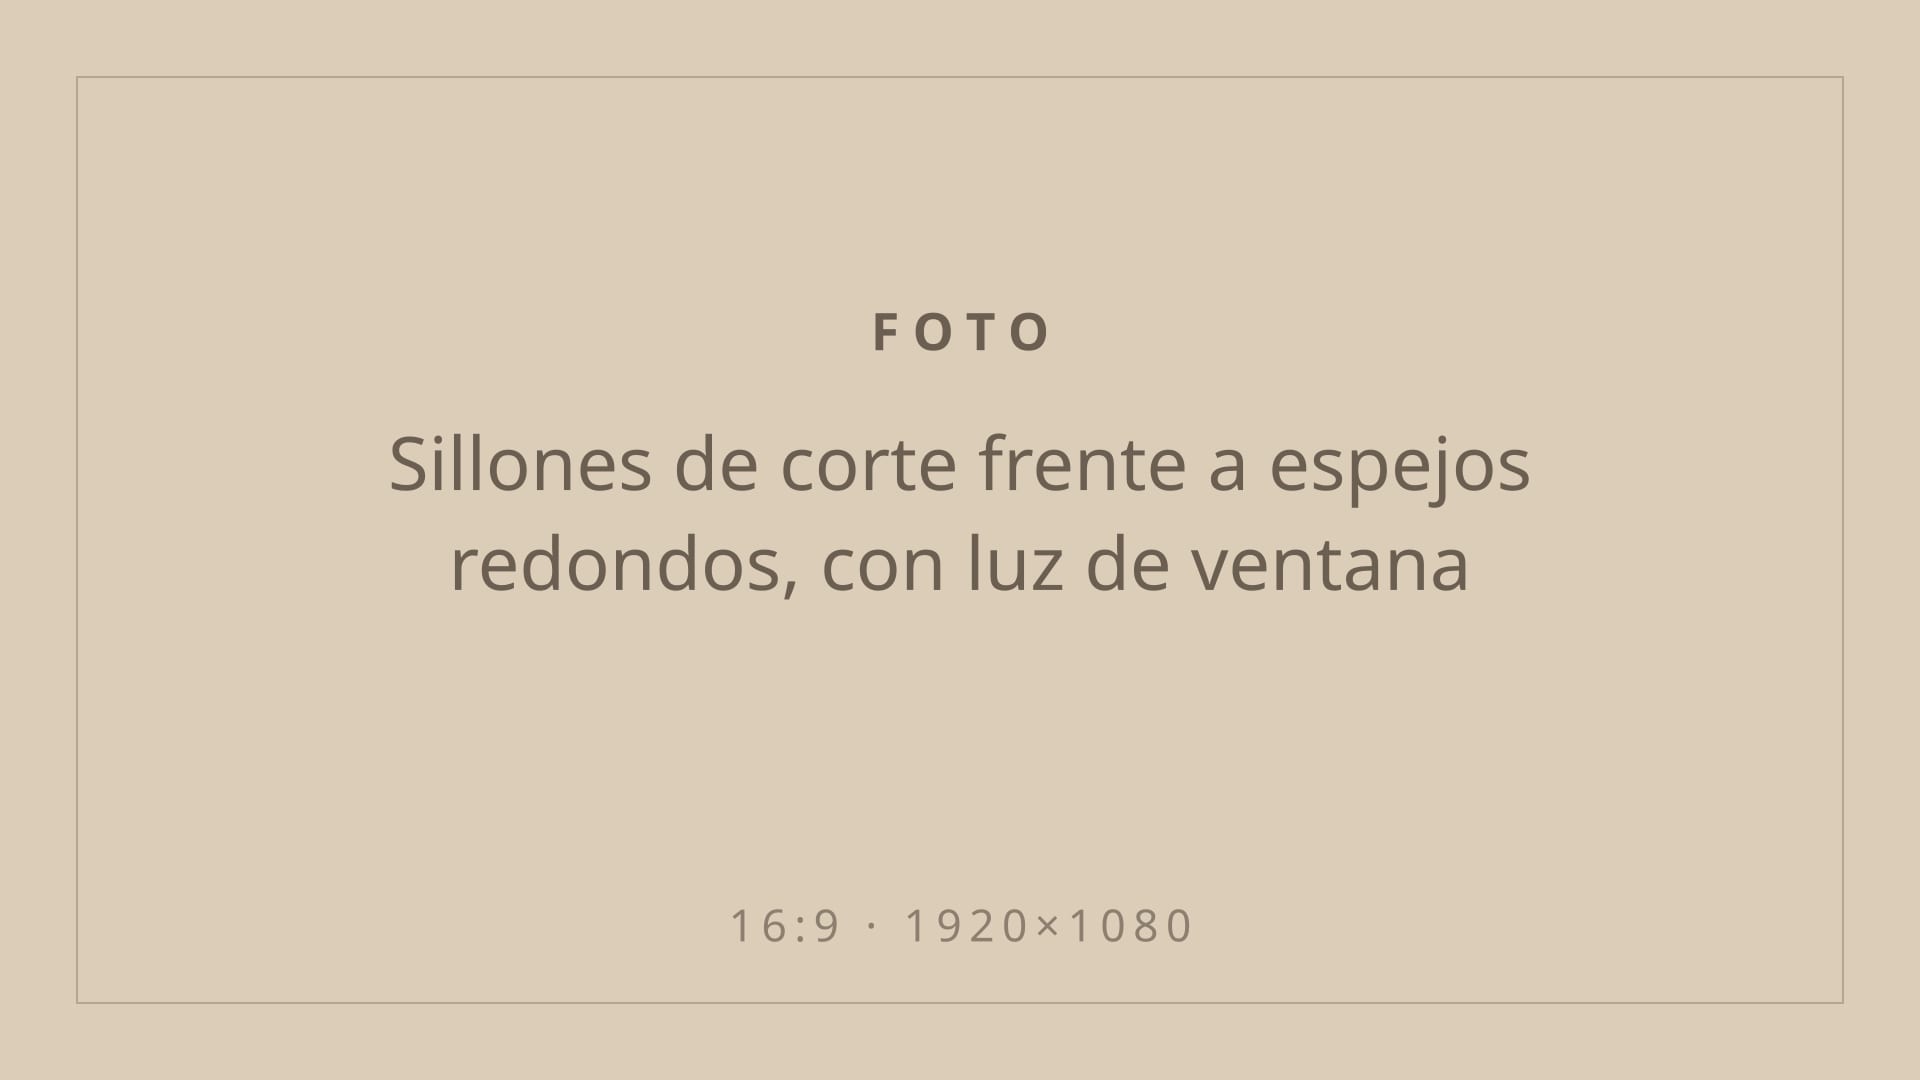 FOTO
Sillones de corte frente a espejos
redondos, con luz de ventana
16:9 · 1920×1080